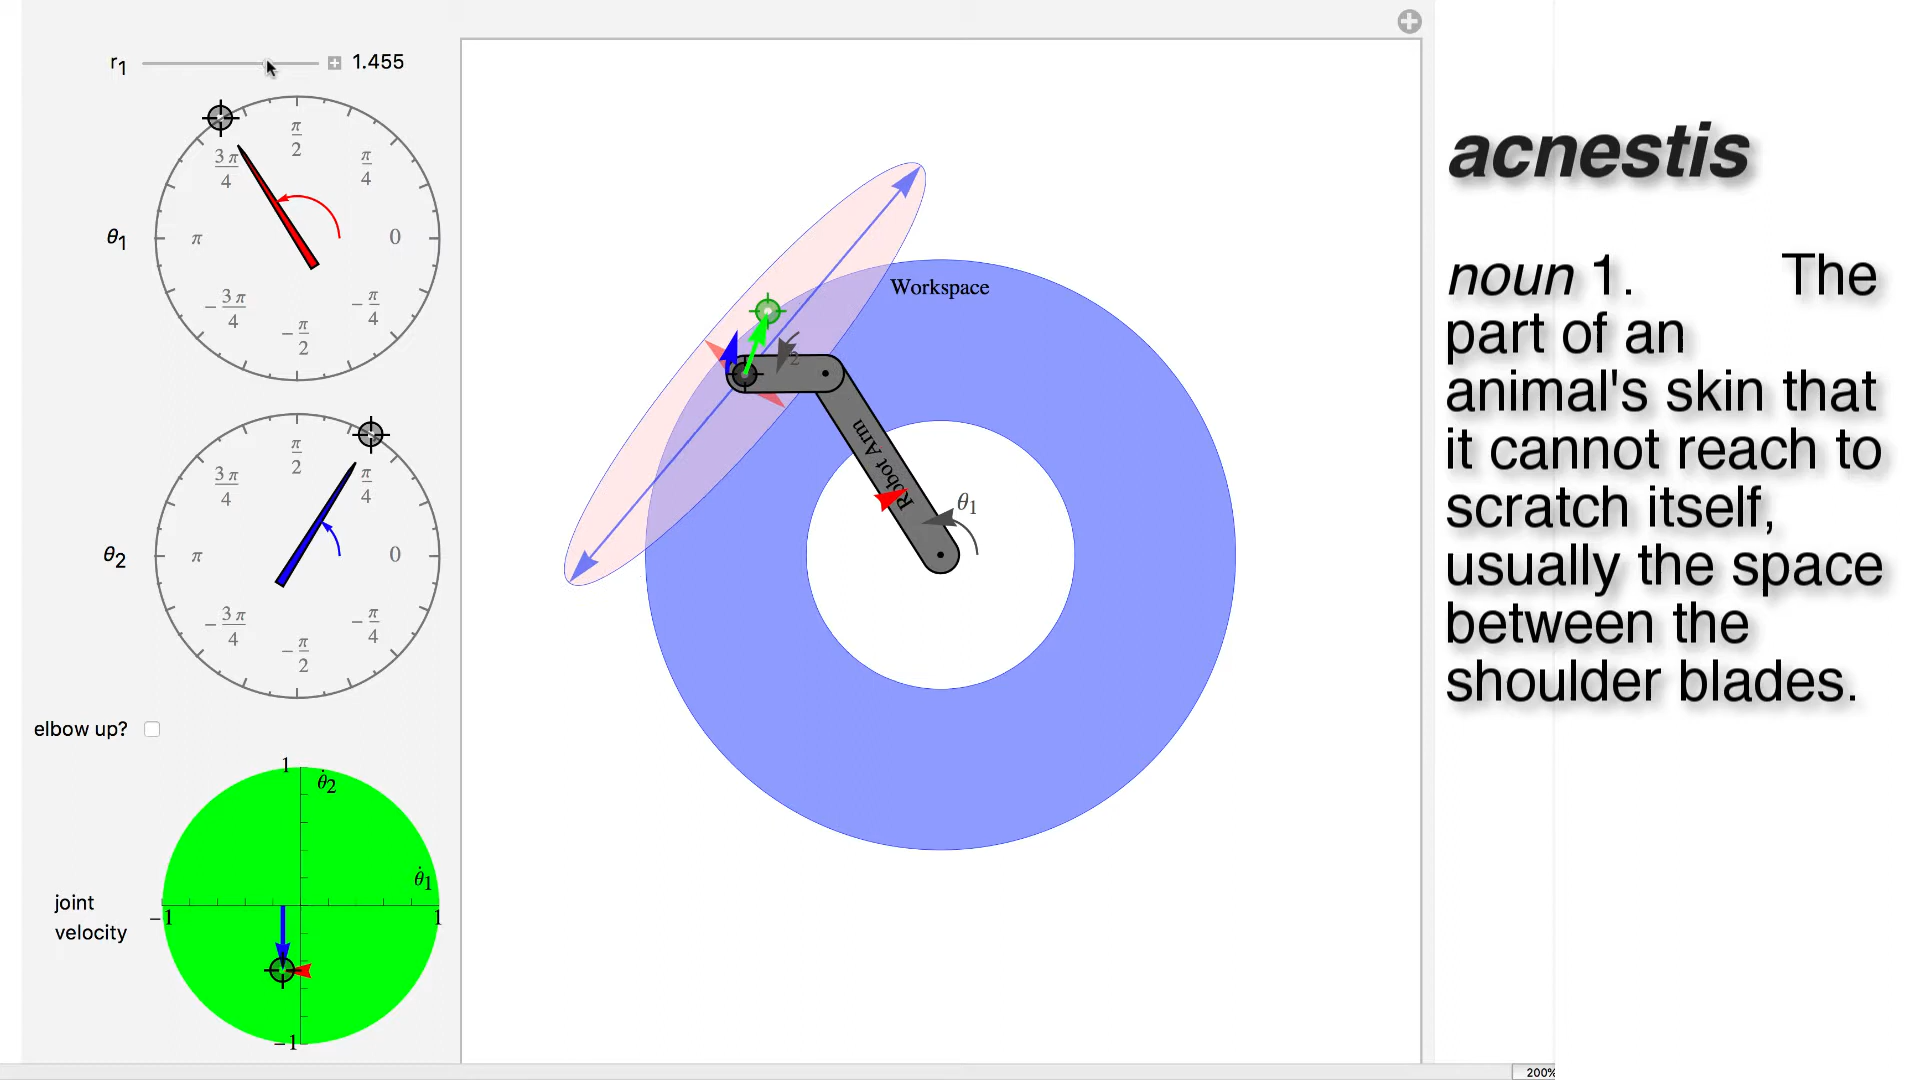 r1 1.455
π/2
3π/4 π/4
θ1 π 0
-3π/4 -π/4
-π/2
π/2
3π/4 π/4
θ2 π 0
-3π/4 -π/4
-π/2
elbow up?
1 θ̇2
θ̇1
joint
velocity
-1 1
-1
Workspace
2
Robot Arm
θ1
acnestis
noun 1. The
part of an
animal's skin that
it cannot reach to
scratch itself,
usually the space
between the
shoulder blades.
200%